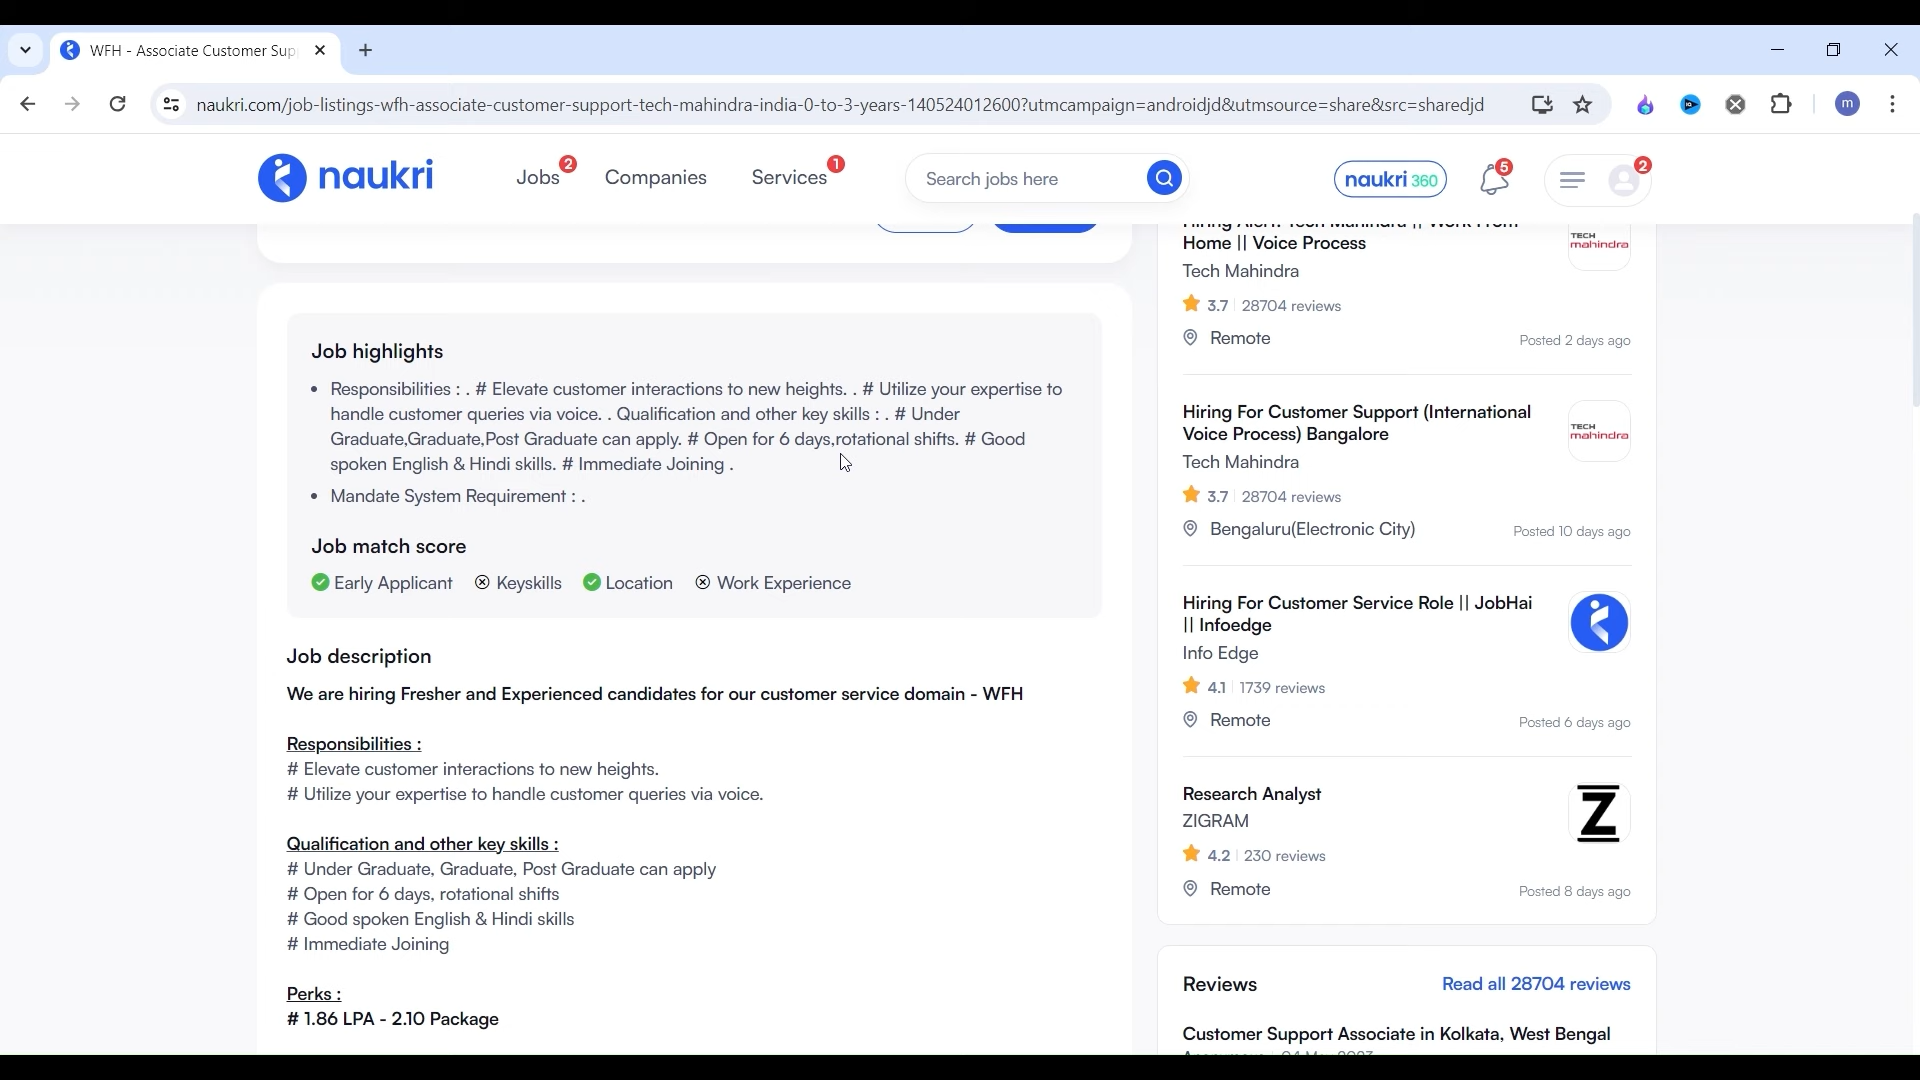 WFH - Associate Customer Sup
naukri.com/job-listings-wfh-associate-customer-support-tech-mahindra-india-0-to-3-years-140524012600?utmcampaign=androidjd&utmsource=share&src=sharedjd
m
naukri
Jobs
2
Companies
Services
1
Search jobs here
naukri 360
5
2
Job highlights
Responsibilities : . # Elevate customer interactions to new heights. . # Utilize your expertise to
handle customer queries via voice. . Qualification and other key skills : . # Under
Graduate,Graduate,Post Graduate can apply. # Open for 6 days,rotational shifts. # Good
spoken English & Hindi skills. # Immediate Joining .
Mandate System Requirement : .
Job match score
Early Applicant
Keyskills
Location
Work Experience
Job description
We are hiring Fresher and Experienced candidates for our customer service domain - WFH
Responsibilities :
# Elevate customer interactions to new heights.
# Utilize your expertise to handle customer queries via voice.
Qualification and other key skills :
# Under Graduate, Graduate, Post Graduate can apply
# Open for 6 days, rotational shifts
# Good spoken English & Hindi skills
# Immediate Joining
Perks :
# 1.86 LPA - 2.10 Package
Hiring Alert! Tech Mahindra || Work From
Home || Voice Process
Tech Mahindra
3.7 | 28704 reviews
Remote
Posted 2 days ago
TECH
mahindra
Hiring For Customer Support (International
Voice Process) Bangalore
Tech Mahindra
3.7 | 28704 reviews
Bengaluru(Electronic City)
Posted 10 days ago
TECH
mahindra
Hiring For Customer Service Role || JobHai
|| Infoedge
Info Edge
4.1 | 1739 reviews
Remote
Posted 6 days ago
Research Analyst
ZIGRAM
4.2 | 230 reviews
Remote
Posted 8 days ago
Z
Reviews
Read all 28704 reviews
Customer Support Associate in Kolkata, West Bengal